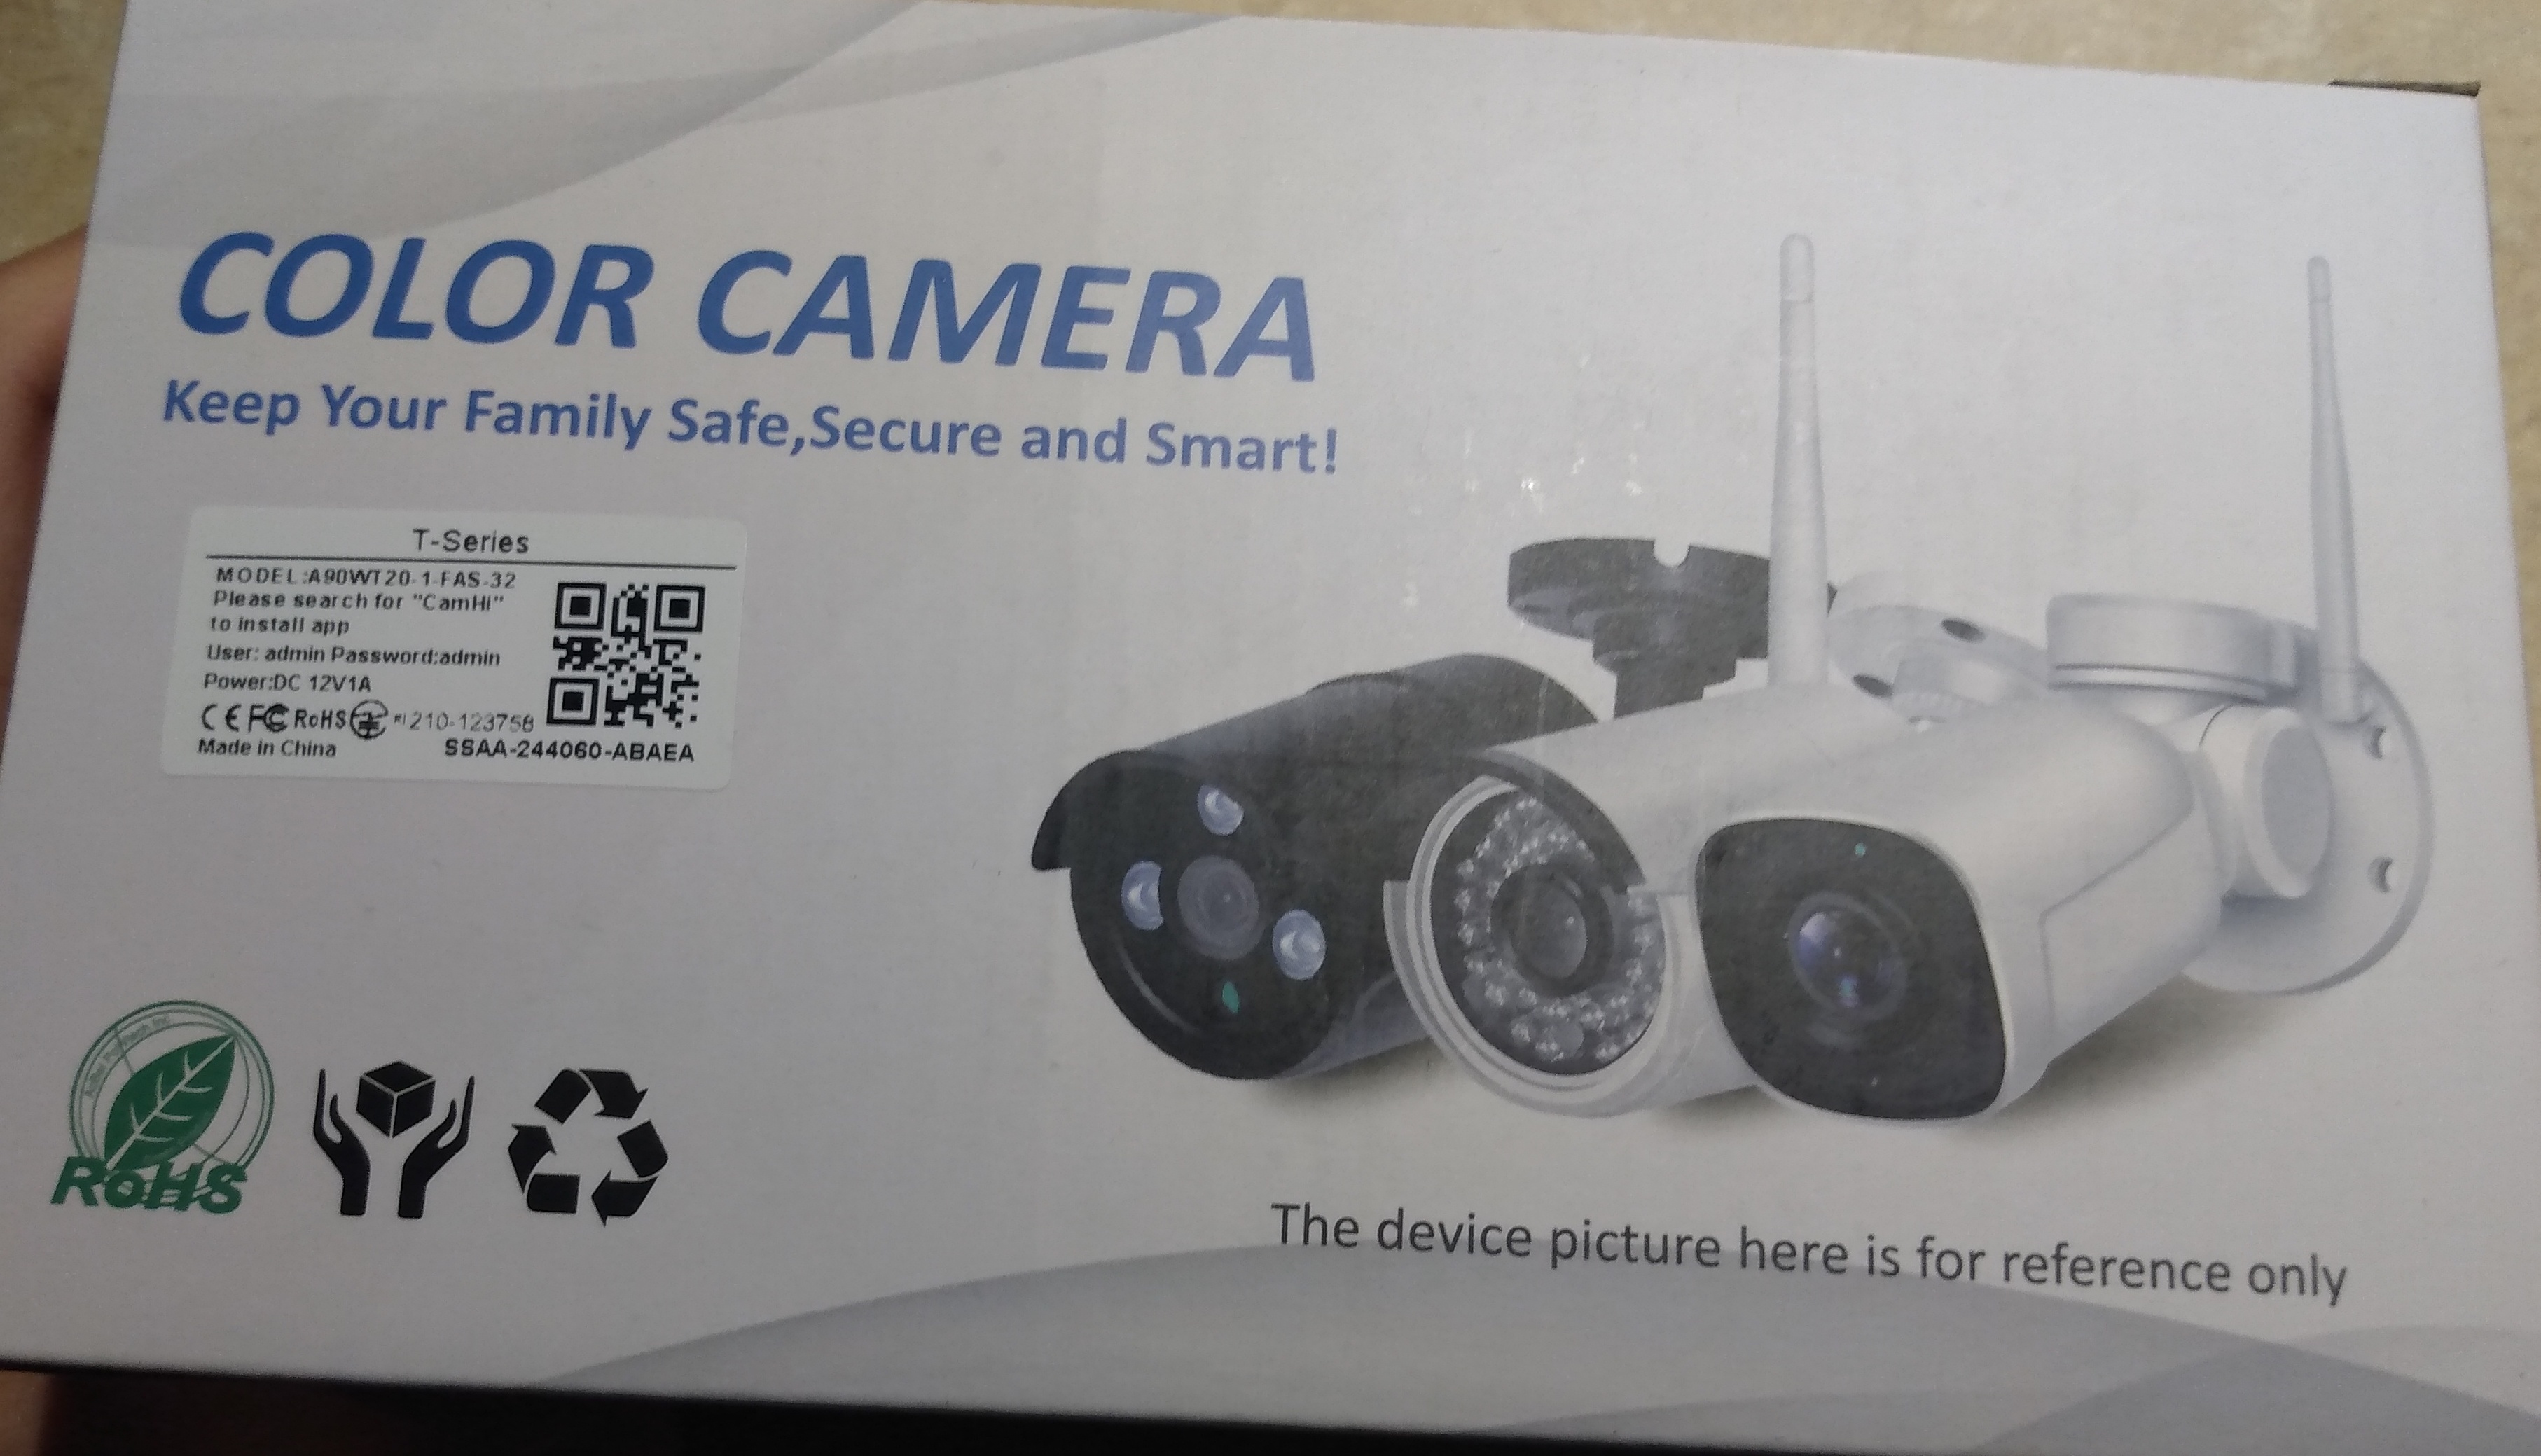 COLOR CAMERA
Keep Your Family Safe,Secure and Smart!
T-Series
MODEL:A90WT20-1-FAS-32
Please search for "CamHi"
to install app
User: admin Password:admin
Power:DC 12V1A
CE FC RoHS 210-123758
Made in China SSAA-244060-ABAEA
RoHS
The device picture here is for reference only